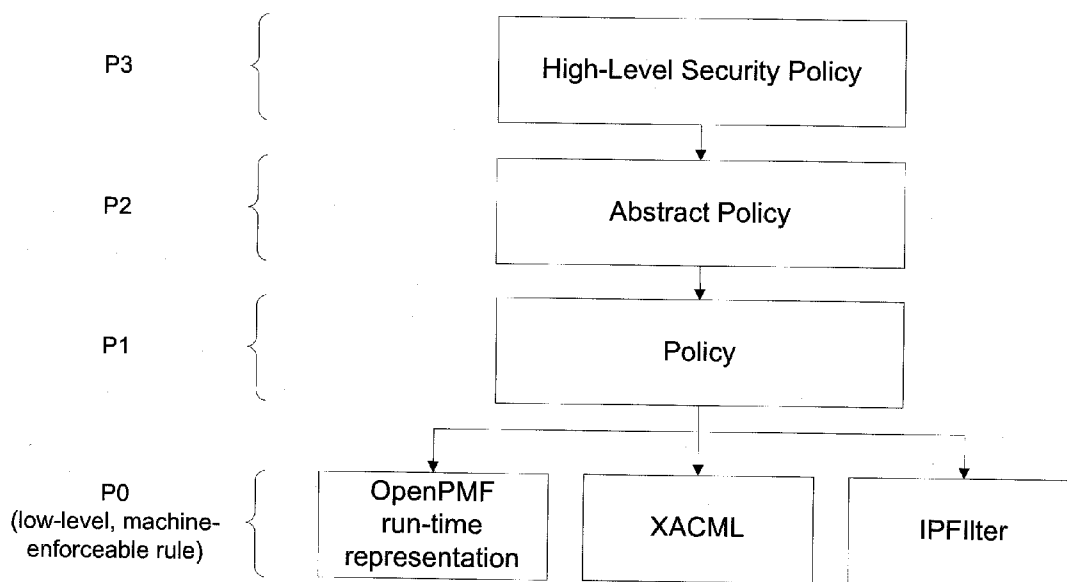 P3
High-Level Security Policy
P2
Abstract Policy
P1
Policy
P0
(low-level, machine-
enforceable rule)
OpenPMF
run-time
representation
XACML
IPFIlter